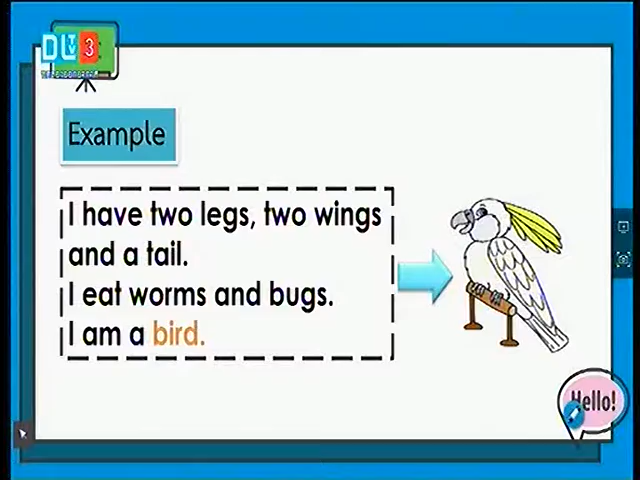 DLTV 3
Example
I have two legs, two wings
and a tail.
I eat worms and bugs.
I am a bird.
Hello!